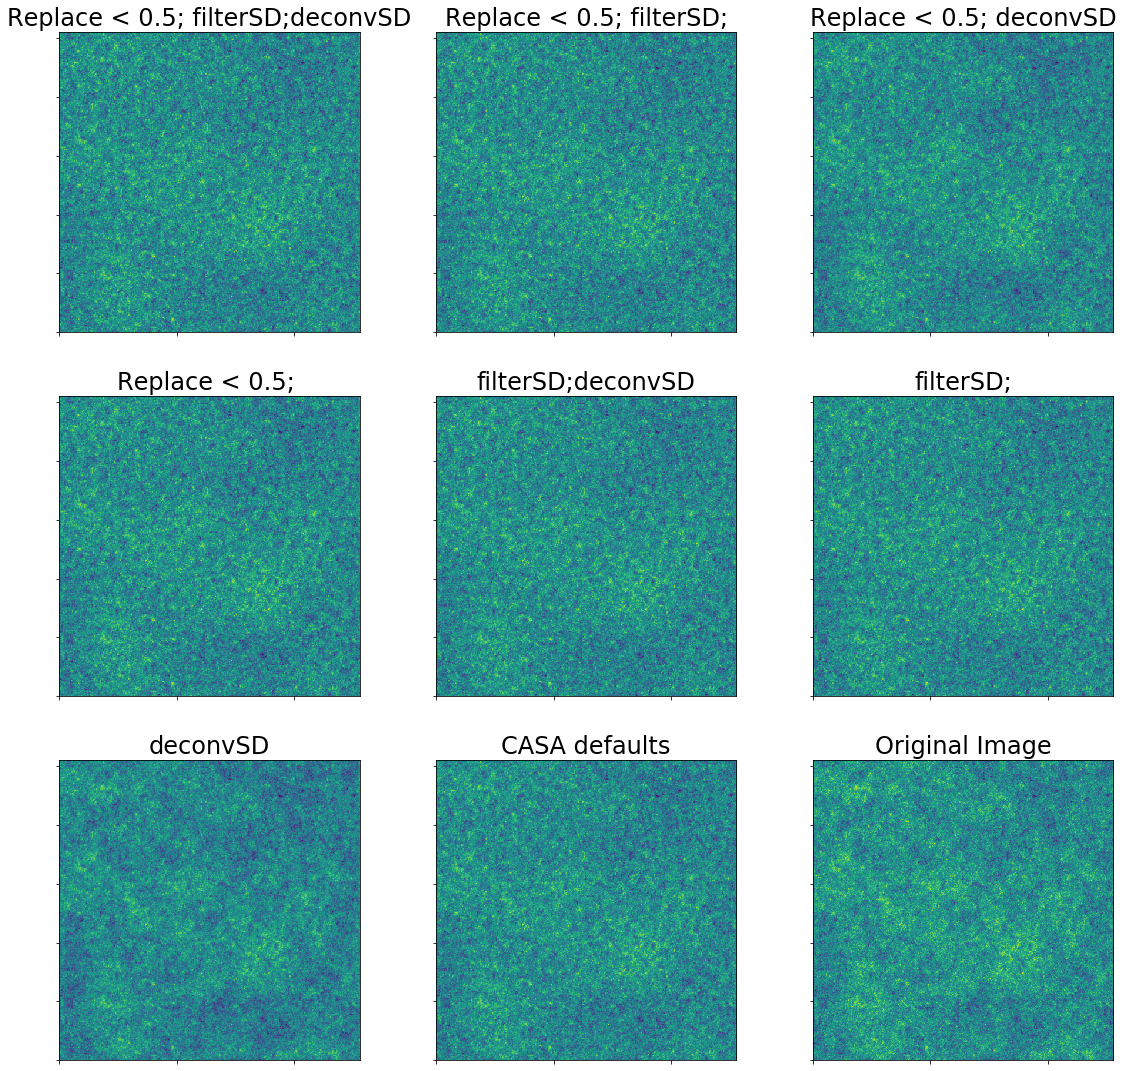 Replace < 0.5; filterSD;deconvSD
Replace < 0.5; filterSD;
Replace < 0.5; deconvSD
Replace < 0.5;
filterSD;deconvSD
filterSD;
deconvSD
CASA defaults
Original Image